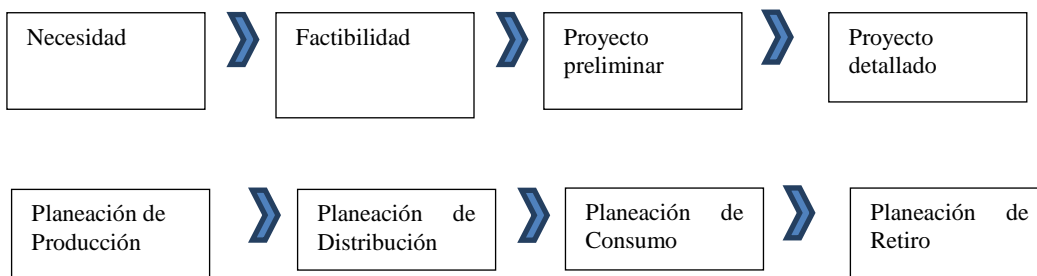 Necesidad
Factibilidad
Proyecto
preliminar
Proyecto
detallado
Planeación de
Producción
Planeación de
Distribución
Planeación de
Consumo
Planeación de
Retiro